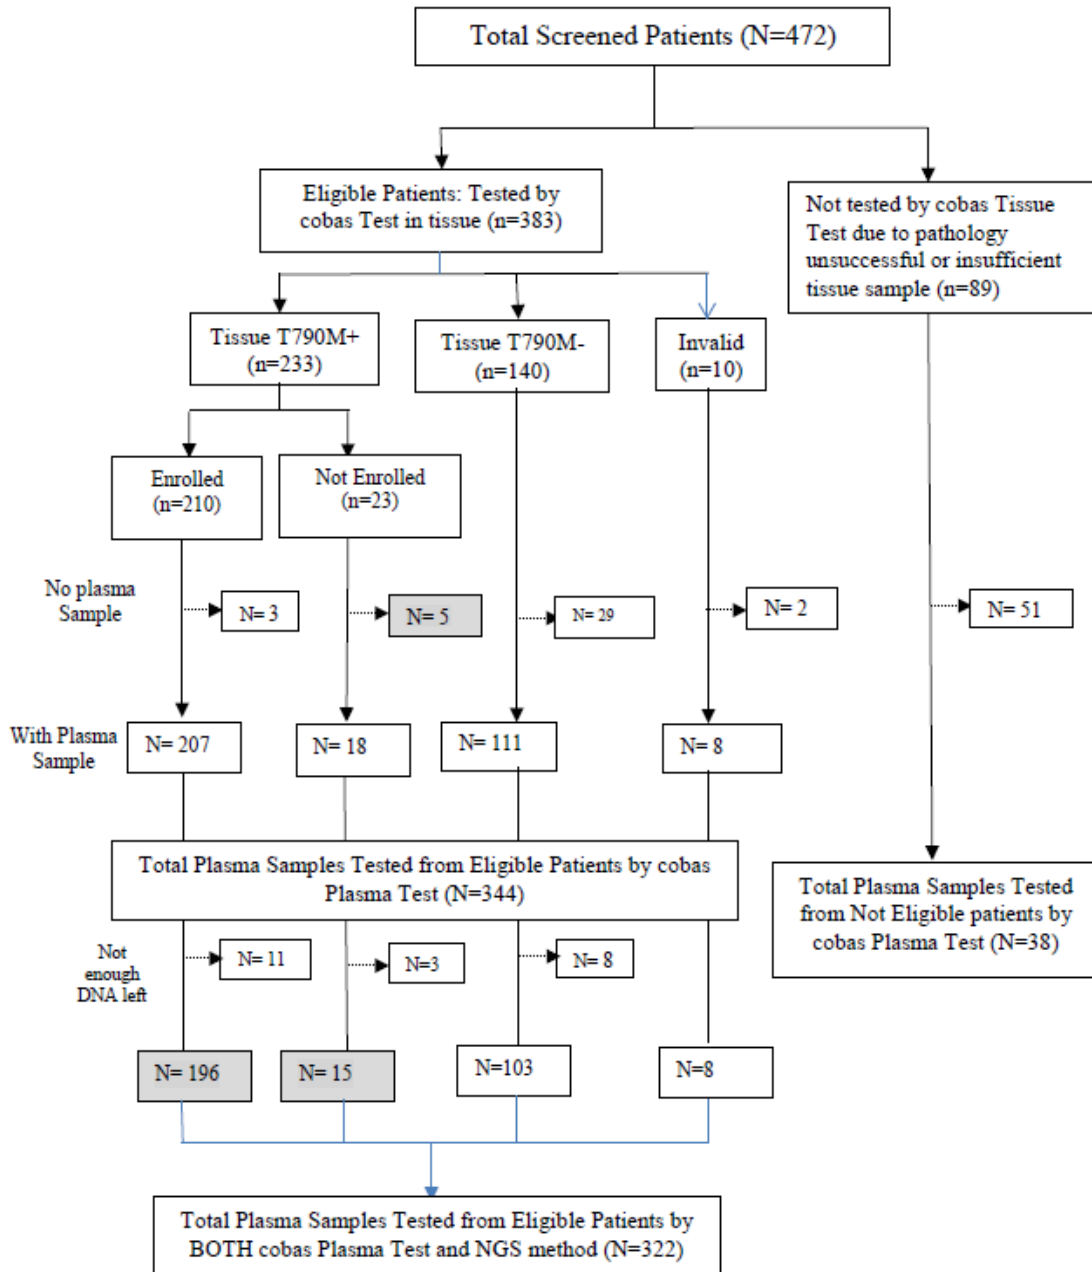 Total Screened Patients (N=472)
Eligible Patients: Tested by
cobas Test in tissue (n=383)
Not tested by cobas Tissue
Test due to pathology
unsuccessful or insufficient
tissue sample (n=89)
Tissue T790M+
(n=233)
Tissue T790M-
(n=140)
Invalid
(n=10)
Enrolled
(n=210)
Not Enrolled
(n=23)
No plasma
Sample
N= 3
N= 5
N= 29
N= 2
N= 51
With Plasma
Sample
N= 207
N= 18
N= 111
N= 8
Total Plasma Samples Tested from Eligible Patients by cobas
Plasma Test (N=344)
Total Plasma Samples Tested
from Not Eligible patients by
cobas Plasma Test (N=38)
Not
enough
DNA left
N= 11
N=3
N= 8
N= 196
N= 15
N=103
N=8
Total Plasma Samples Tested from Eligible Patients by
BOTH cobas Plasma Test and NGS method (N=322)